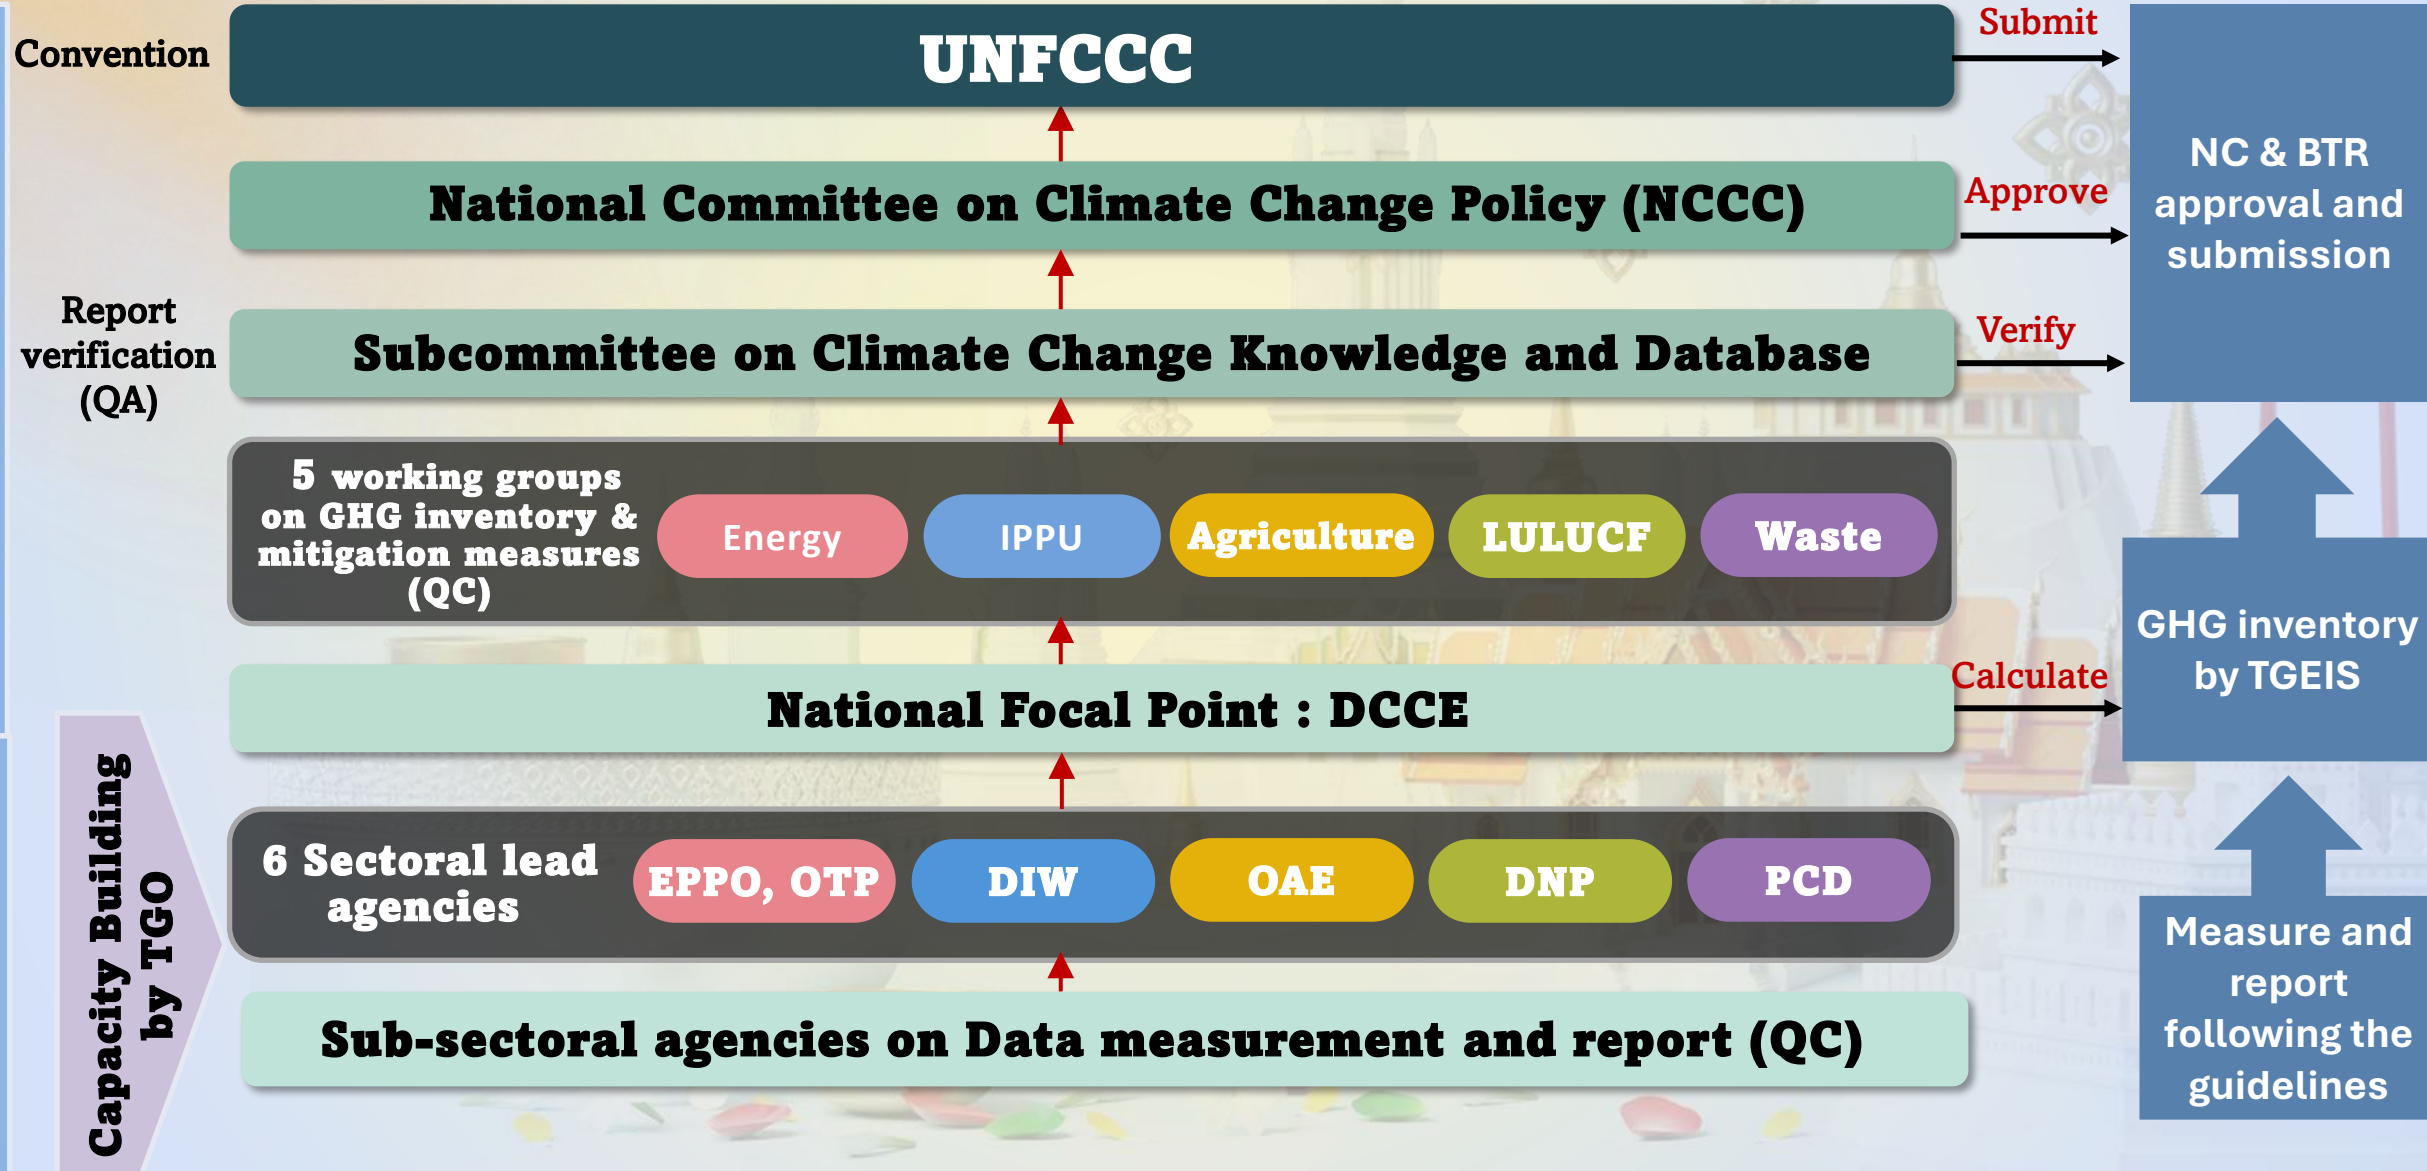 Convention
UNFCCC
Submit
National Committee on Climate Change Policy (NCCC)
Approve
NC & BTR
approval and
submission
Report
verification
(QA)
Subcommittee on Climate Change Knowledge and Database
Verify
5 working groups
on GHG inventory &
mitigation measures
(QC)
Energy
IPPU
Agriculture
LULUCF
Waste
GHG inventory
by TGEIS
National Focal Point : DCCE
Calculate
Capacity Building
by TGO
6 Sectoral lead
agencies
EPPO, OTP
DIW
OAE
DNP
PCD
Measure and
report
following the
guidelines
Sub-sectoral agencies on Data measurement and report (QC)